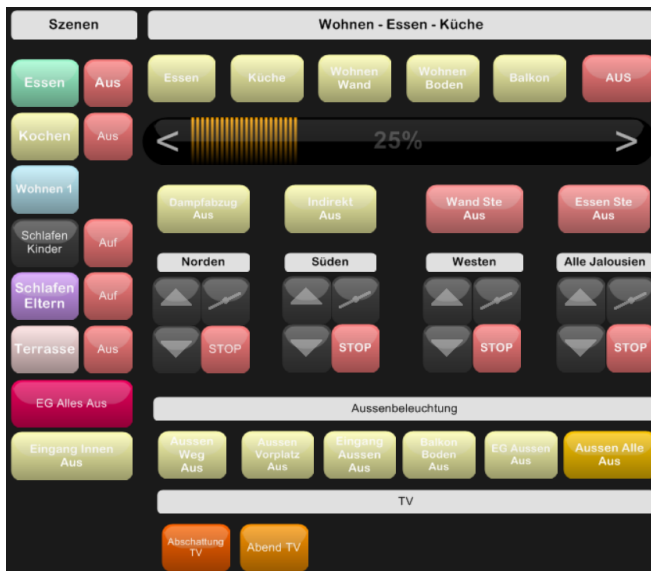 Szenen
Wohnen - Essen - Küche
Essen
Aus
Essen
Küche
Wohnen
Wand
Wohnen
Boden
Balkon
AUS
Kochen
Aus
< 25% >
Wohnen 1
Dampfabzug
Aus
Indirekt
Aus
Wand Ste
Aus
Essen Ste
Aus
Schlafen
Kinder
Auf
Norden
Süden
Westen
Alle Jalousien
Schlafen
Eltern
Auf
Terrasse
Aus
STOP
STOP
STOP
STOP
EG Alles Aus
Aussenbeleuchtung
Eingang Innen
Aus
Aussen
Weg
Aus
Aussen
Vorplatz
Aus
Eingang
Aussen
Aus
Balkon
Boden
Aus
EG Aussen
Aus
Aussen Alle
Aus
TV
Abschattung
TV
Abend TV